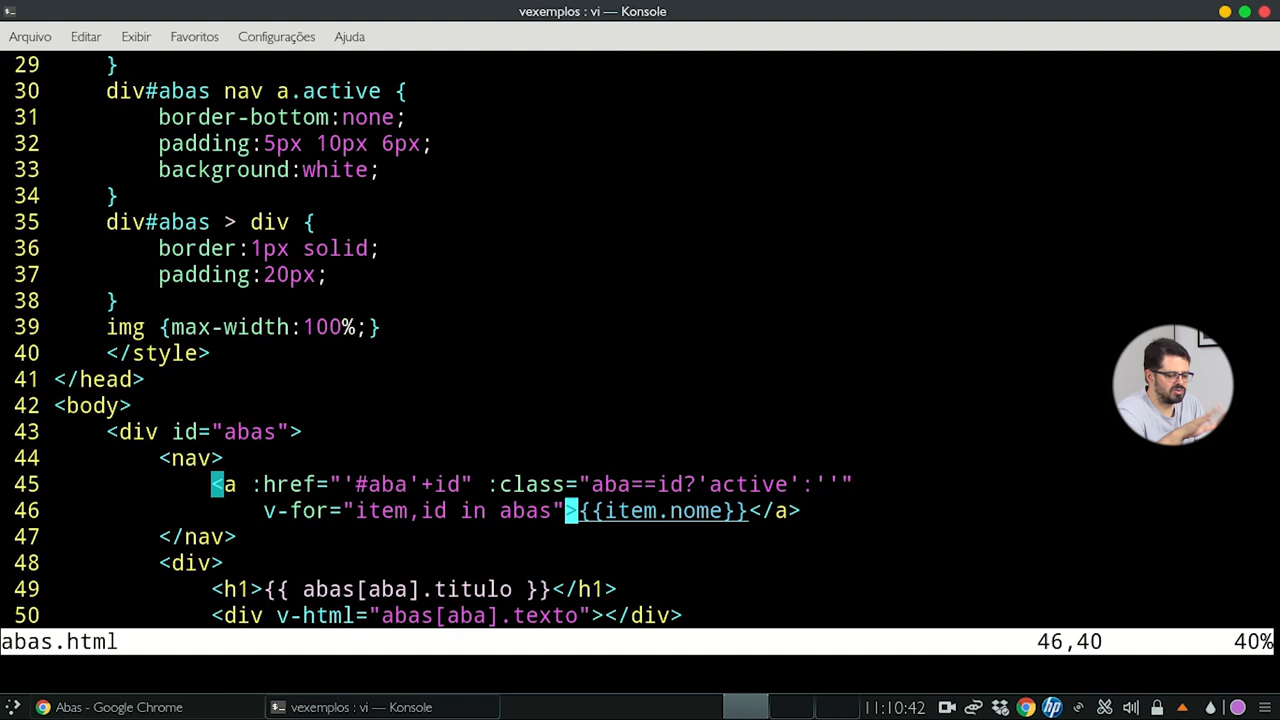 vexemplos : vi — Konsole
Arquivo Editar Exibir Favoritos Configurações Ajuda
29 }
30 div#abas nav a.active {
31 border-bottom:none;
32 padding:5px 10px 6px;
33 background:white;
34 }
35 div#abas > div {
36 border:1px solid;
37 padding:20px;
38 }
39 img {max-width:100%;}
40 </style>
41 </head>
42 <body>
43 <div id="abas">
44 <nav>
45 <a :href="'#aba'+id" :class="aba==id?'active':''"
46 v-for="item,id in abas">{{item.nome}}</a>
47 </nav>
48 <div>
49 <h1>{{ abas[aba].titulo }}</h1>
50 <div v-html="abas[aba].texto"></div>
abas.html 46,40 40%
Abas - Google Chrome vexemplos : vi — Konsole 11:10:42 hp